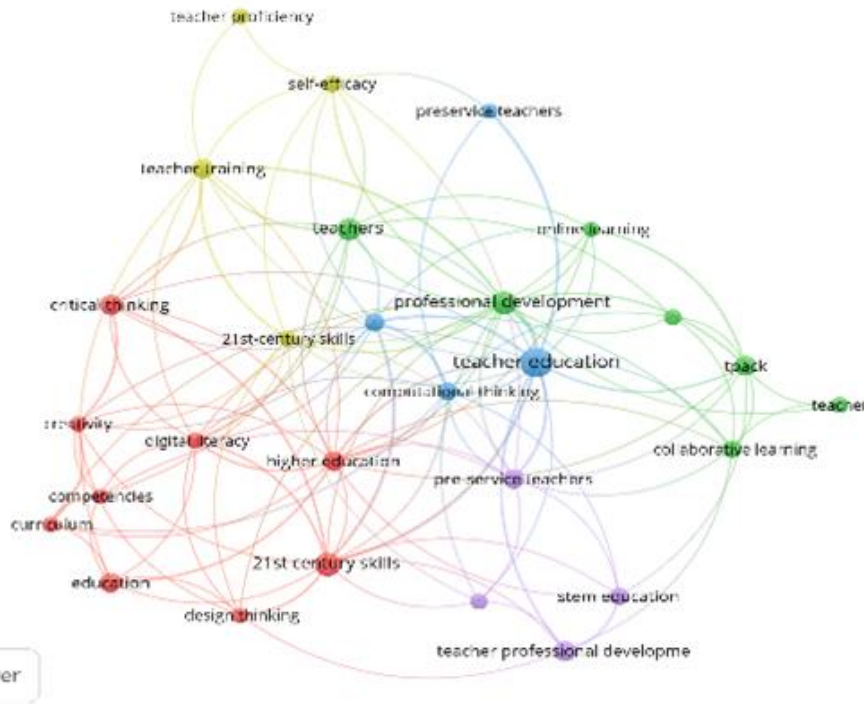 teacher proficiency
self-efficacy
preservice teachers
teacher training
teachers
online learning
critical thinking
professional development
21st-century skills
teacher education
tpack
computational thinking
teacher
creativity
digital literacy
collaborative learning
higher education
pre-service teachers
competencies
curriculum
21st century skills
education
stem education
design thinking
teacher professional developme
er